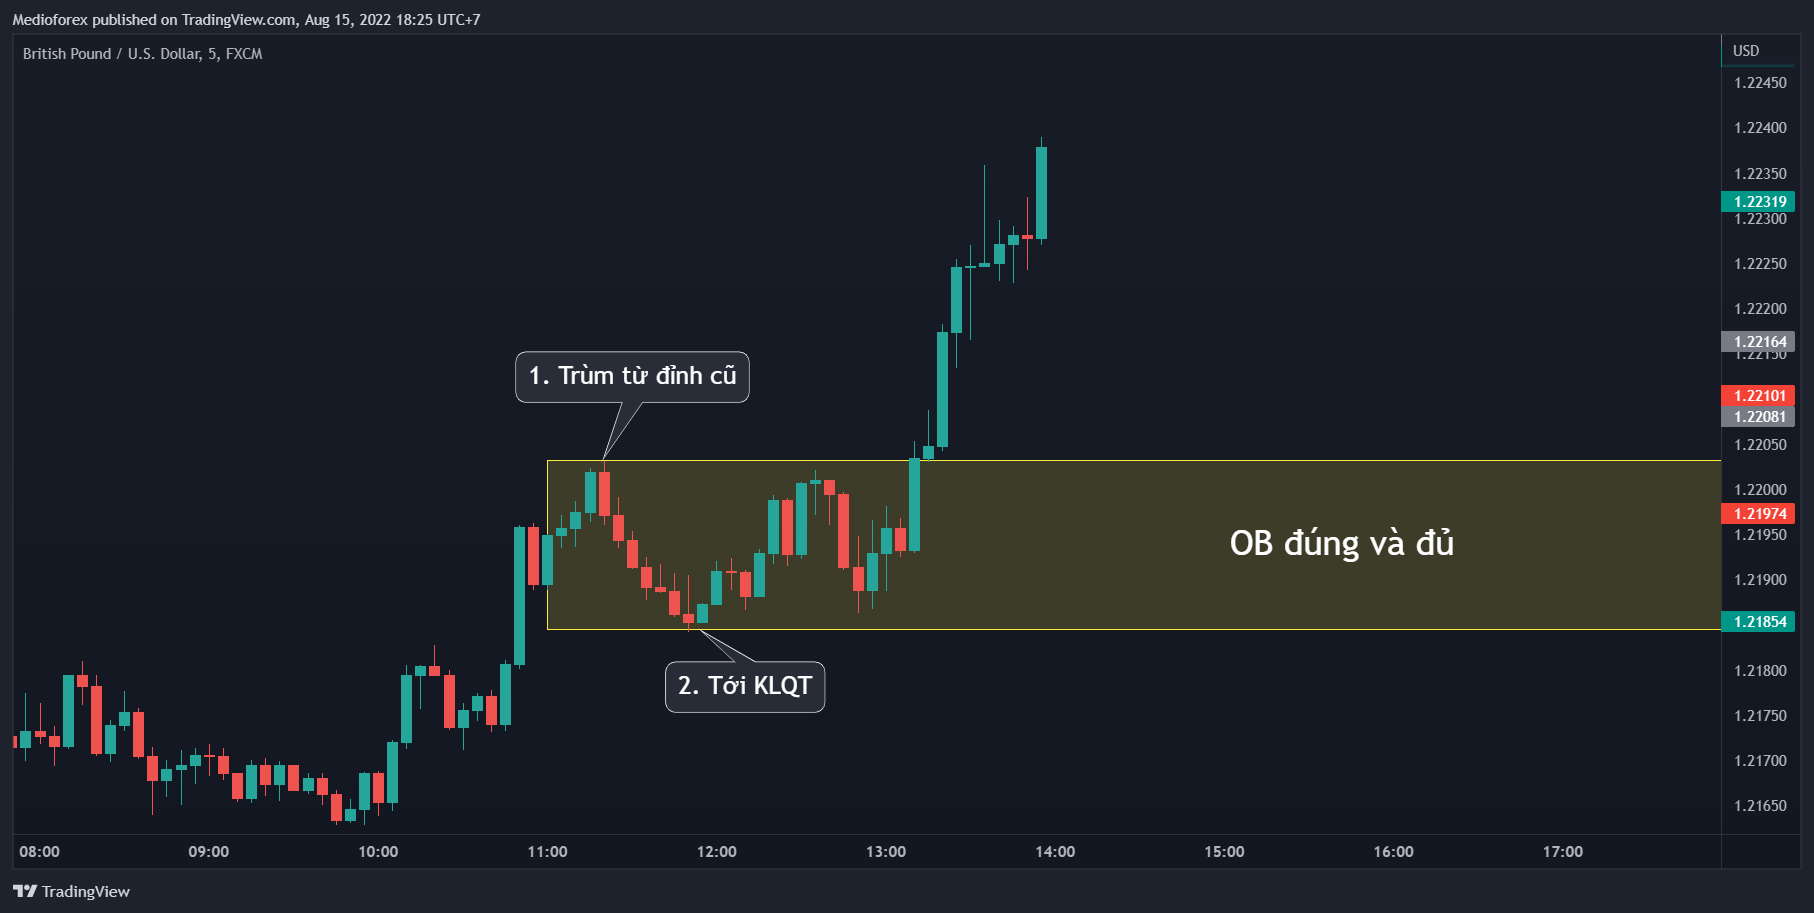 Medioforex published on TradingView.com, Aug 15, 2022 18:25 UTC+7
British Pound / U.S. Dollar, 5, FXCM
USD
1.22450
1.22400
1.22350
1.22319
1.22300
1.22250
1.22200
1.22164
1.22150
1.22101
1.22081
1.22050
1.22000
1.21974
1.21950
1.21900
1.21854
1.21800
1.21750
1.21700
1.21650
1. Trùm từ đỉnh cũ
OB đúng và đủ
2. Tới KLQT
08:00 09:00 10:00 11:00 12:00 13:00 14:00 15:00 16:00 17:00
TradingView